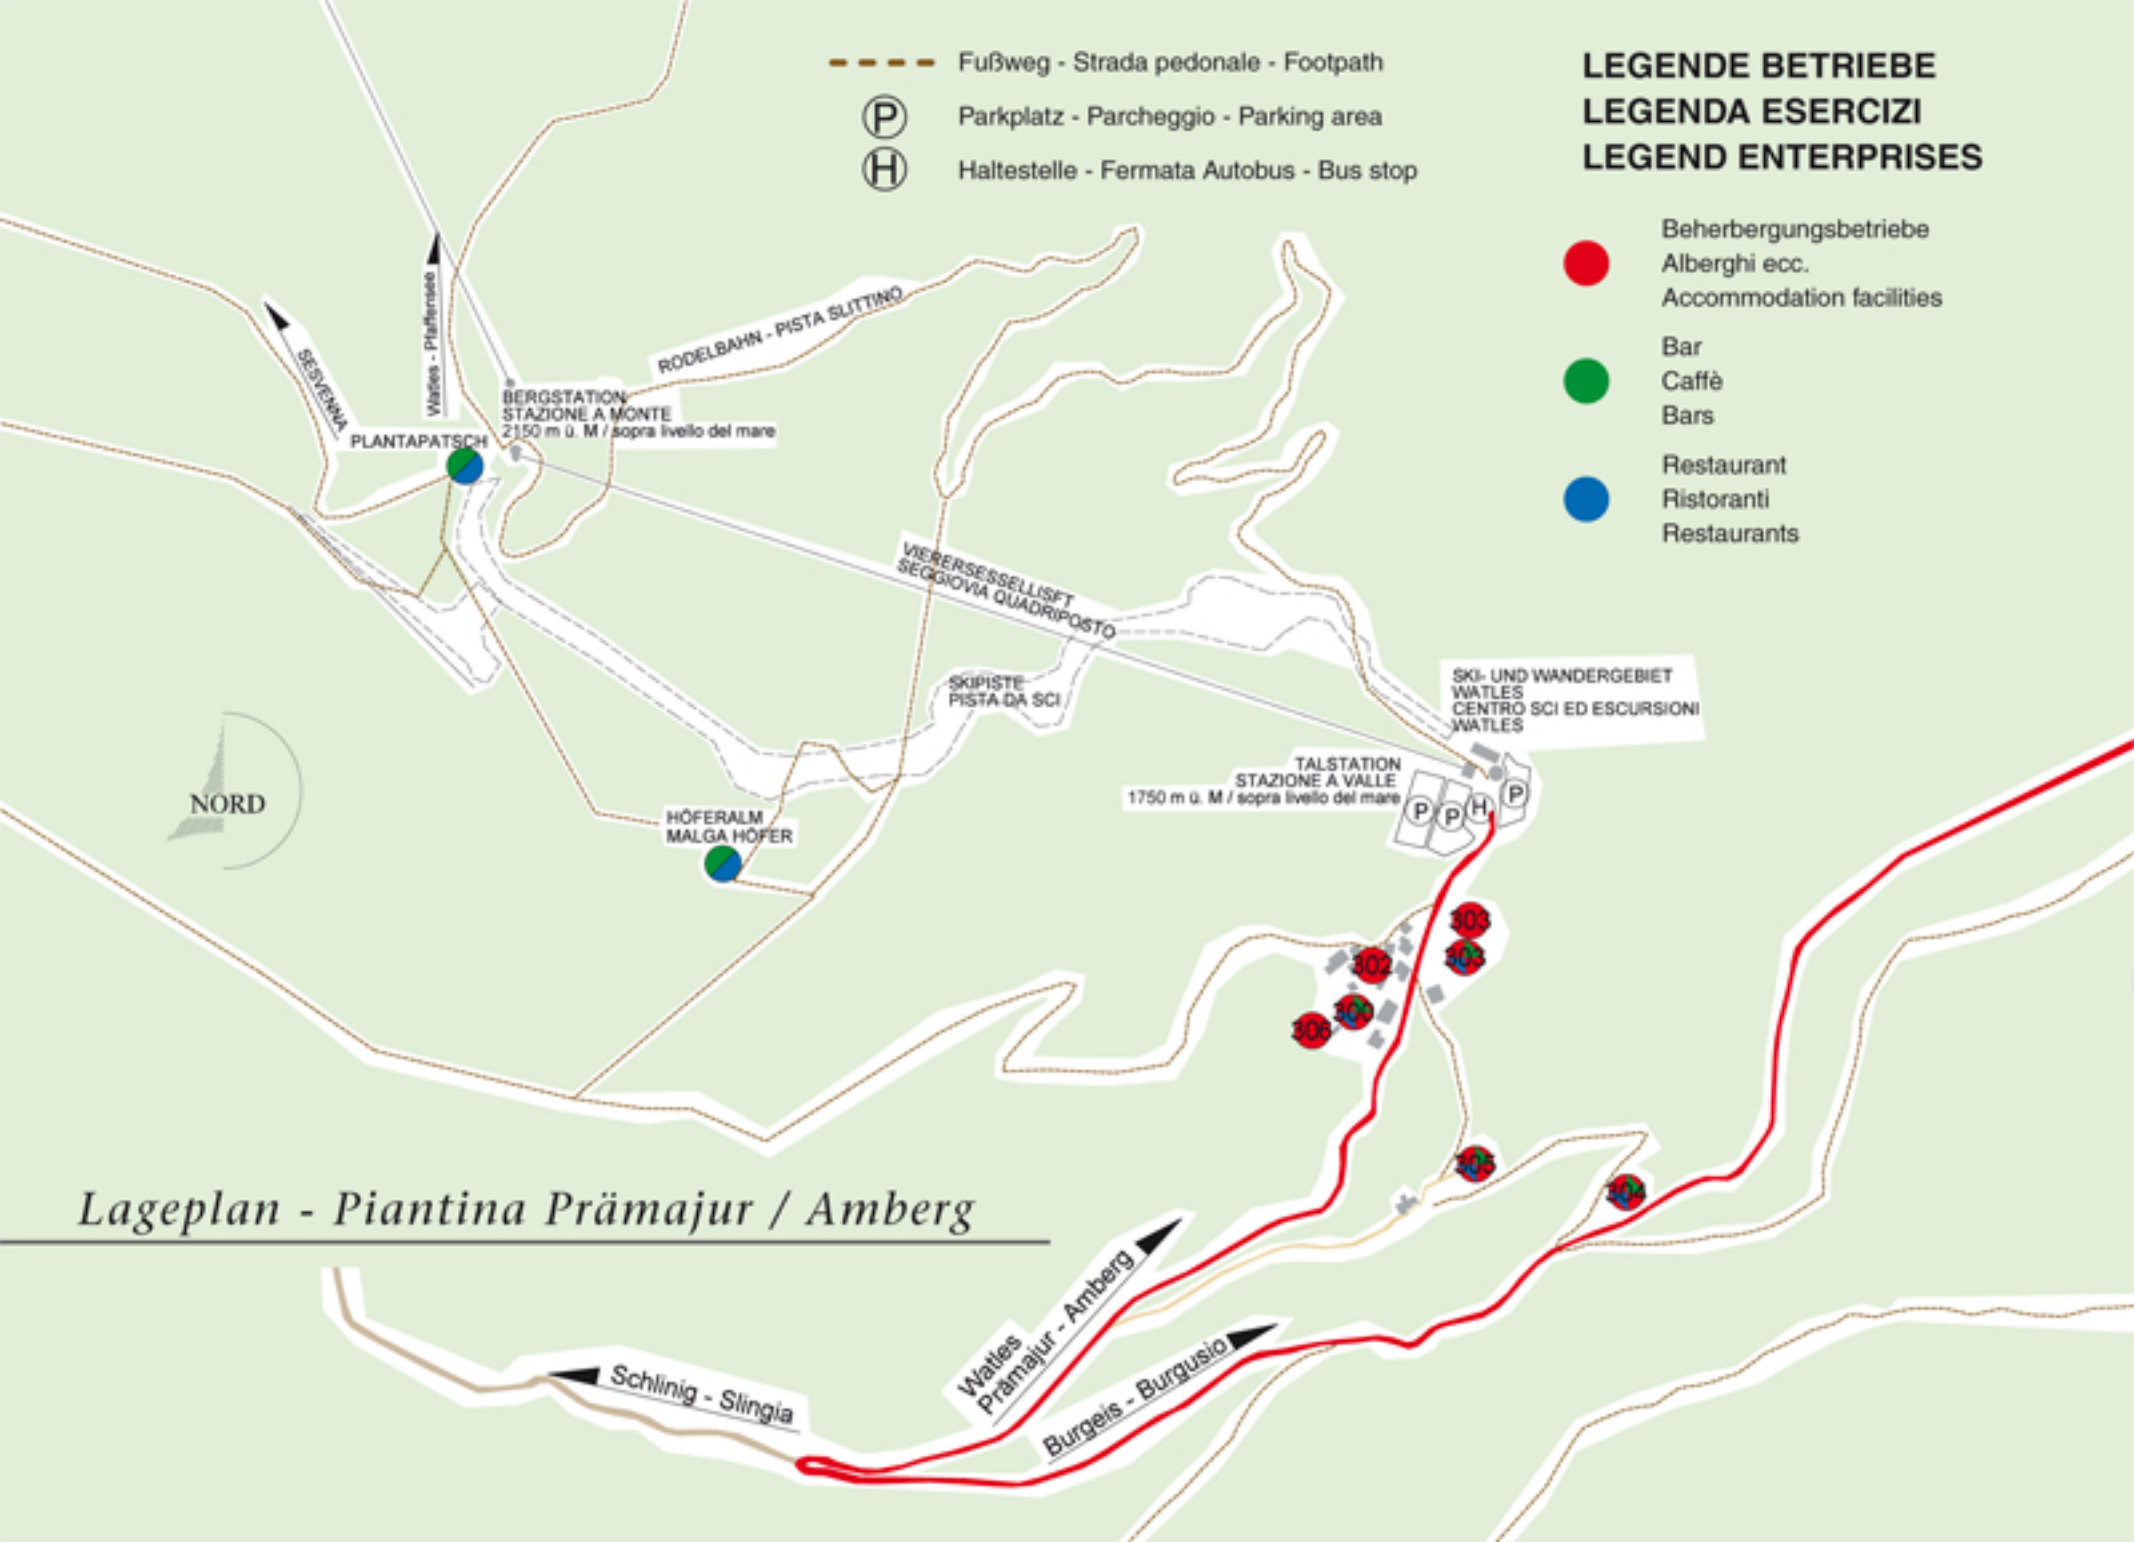 Fußweg - Strada pedonale - Footpath
P
Parkplatz - Parcheggio - Parking area
H
Haltestelle - Fermata Autobus - Bus stop
LEGENDE BETRIEBE
LEGENDA ESERCIZI
LEGEND ENTERPRISES
Beherbergungsbetriebe
Alberghi ecc.
Accommodation facilities
Bar
Caffè
Bars
Restaurant
Ristoranti
Restaurants
SESVENNA
Watles - Pfaffensee
RODELBAHN - PISTA SLITTINO
BERGSTATION
STAZIONE A MONTE
2150 m ü. M / sopra livello del mare
PLANTAPATSCH
VIERERSESSELLISFT
SEGGIOVIA QUADRIPOSTO
SKIPISTE
PISTA DA SCI
SKI- UND WANDERGEBIET
WATLES
CENTRO SCI ED ESCURSIONI
WATLES
TALSTATION
STAZIONE A VALLE
1750 m ü. M / sopra livello del mare
P
P
H
P
NORD
HÖFERALM
MALGA HÖFER
303
303
302
300
306
305
304
Lageplan - Piantina Prämajur / Amberg
Watles
Prämajur - Amberg
Burgeis - Burgusio
Schlinig - Slingia